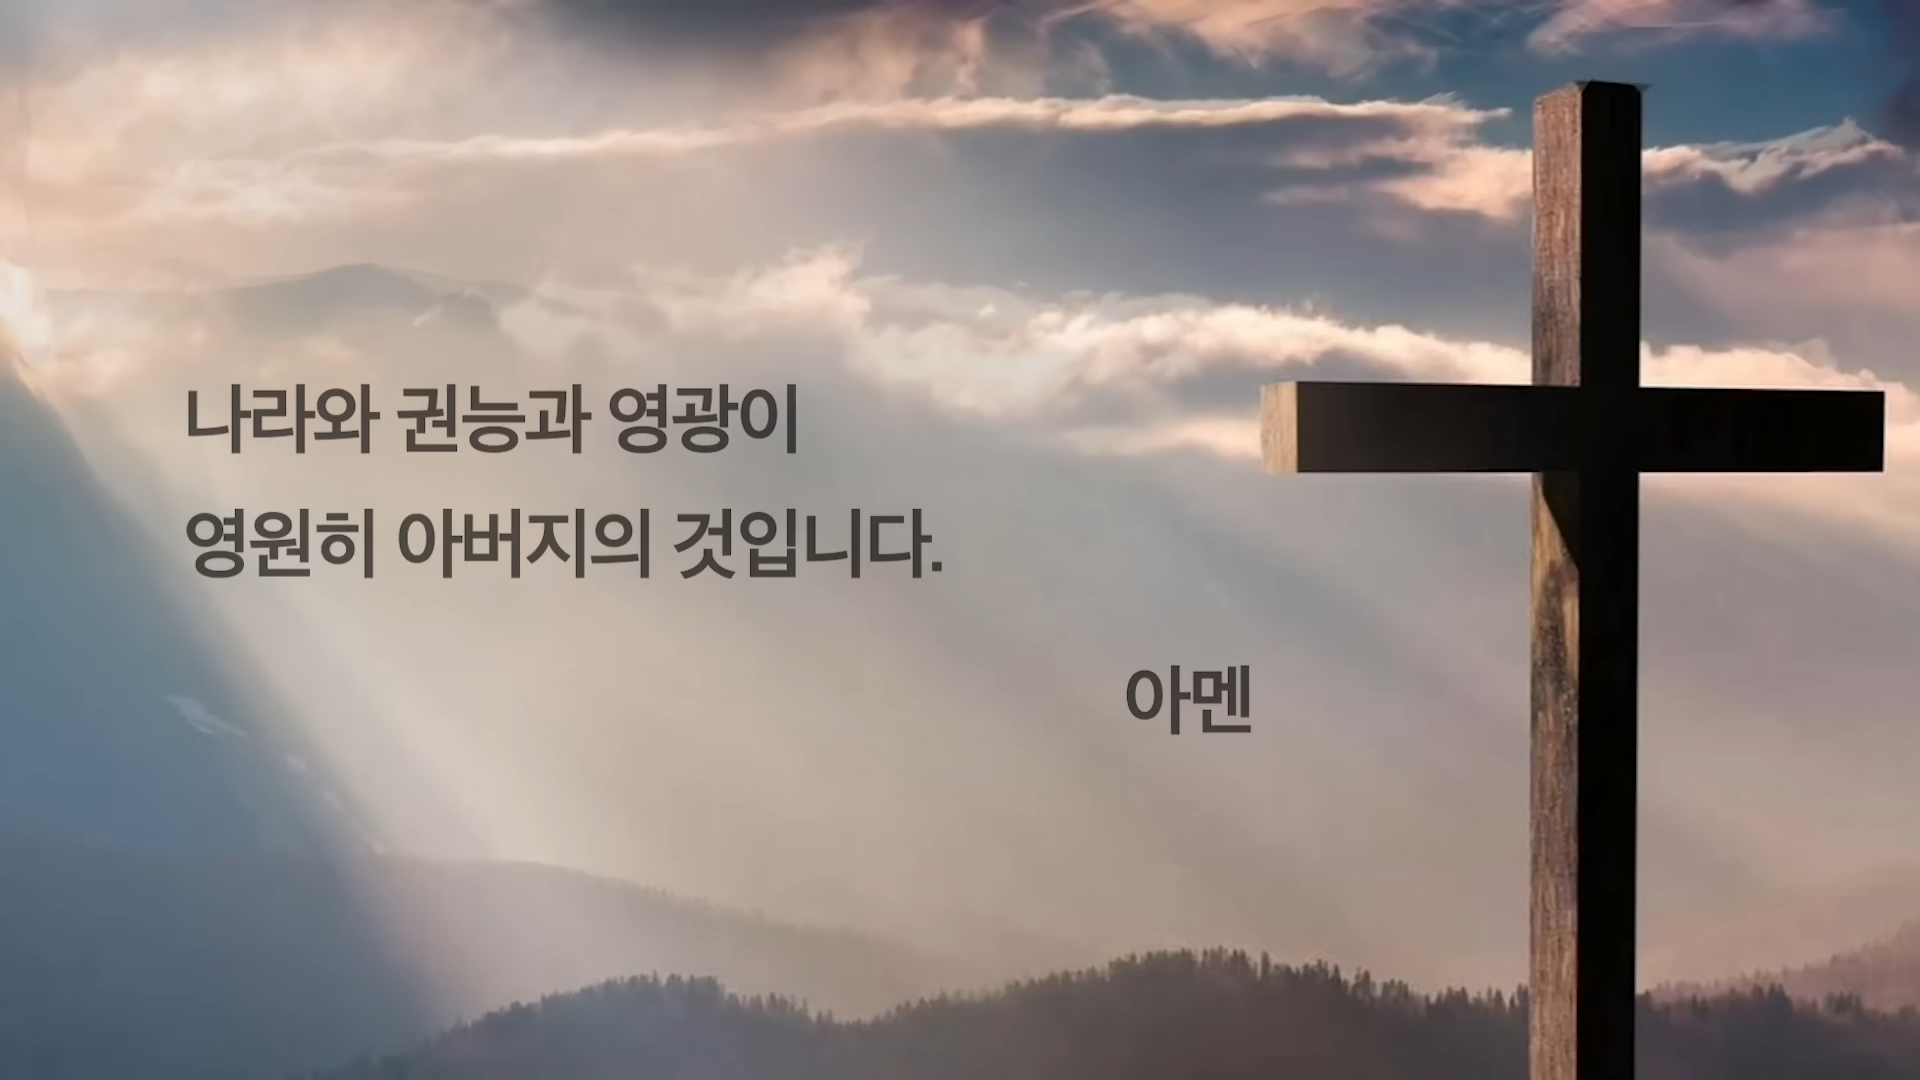 나라와 권능과 영광이
영원히 아버지의 것입니다.
아멘